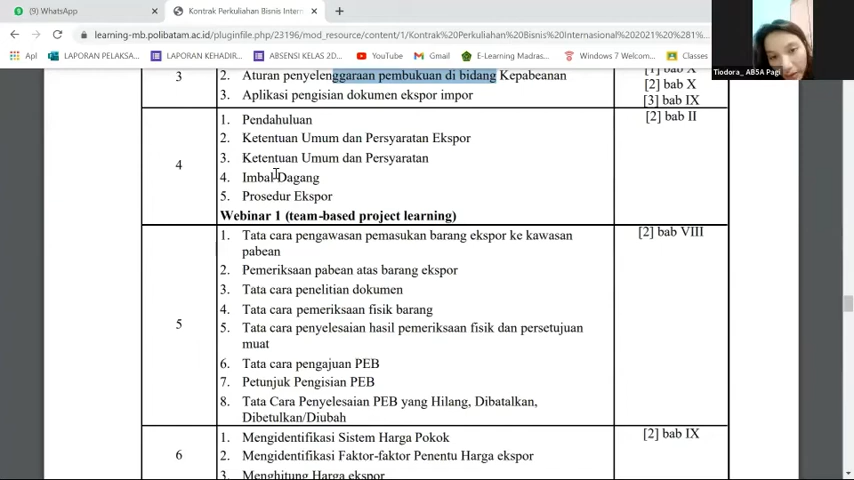 (9) WhatsApp
Kontrak Perkuliahan Bisnis Intern
learning-mb.polibatam.ac.id/pluginfile.php/23196/mod_resource/content/1/Kontrak%20Perkuliahan%20Bisnis%20Internasional%202021%20%281...
Apl
LAPORAN PELAKSA...
LAPORAN KEHADIR...
ABSENSI KELAS 2D...
YouTube
Gmail
E-Learning Madras...
Windows 7 Welcom...
Classes
Tiodora_ AB5A Pagi
3
2. Aturan penyelenggaraan pembukuan di bidang Kepabeanan
3. Aplikasi pengisian dokumen ekspor impor
[1] bab X
[2] bab X
[3] bab IX
4
1. Pendahuluan
2. Ketentuan Umum dan Persyaratan Ekspor
3. Ketentuan Umum dan Persyaratan
4. Imbal Dagang
5. Prosedur Ekspor
Webinar 1 (team-based project learning)
[2] bab II
5
1. Tata cara pengawasan pemasukan barang ekspor ke kawasan
pabean
2. Pemeriksaan pabean atas barang ekspor
3. Tata cara penelitian dokumen
4. Tata cara pemeriksaan fisik barang
5. Tata cara penyelesaian hasil pemeriksaan fisik dan persetujuan
muat
6. Tata cara pengajuan PEB
7. Petunjuk Pengisian PEB
8. Tata Cara Penyelesaian PEB yang Hilang, Dibatalkan,
Dibetulkan/Diubah
[2] bab VIII
6
1. Mengidentifikasi Sistem Harga Pokok
2. Mengidentifikasi Faktor-faktor Penentu Harga ekspor
3. Menghitung Harga ekspor
[2] bab IX